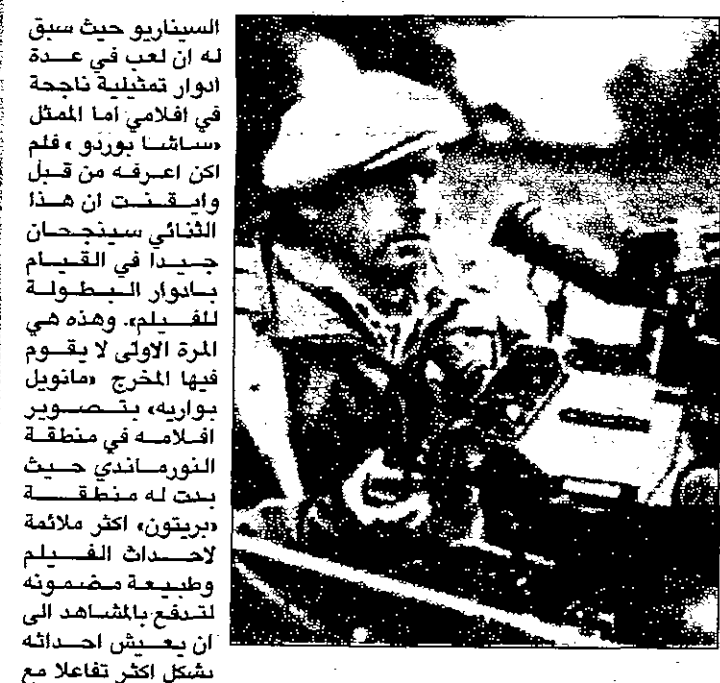 السيناريو حيث سبق
له ان لعب في عدة
ادوار تمثيلية ناجحة
في افلامي أما الممثل
«ساشا بوردو» فلم
اكن اعرفه من قبل
وايقنت ان هذا
الثنائي سينجحان
جيدا في القيام
بادوار البطولة
للفيلم». وهذه هي
المرة الاولى لا يقوم
فيها المخرج «مانويل
بواريه» بتصوير
افلامه في منطقة
النورماندي حيث
بدت له منطقة
«بريتون» اكثر ملائمة
لاحداث الفيلم
وطبيعة مضمونه
لتدفع بالمشاهد الى
ان يعيش احداثه
بشكل اكثر تفاعلا مع